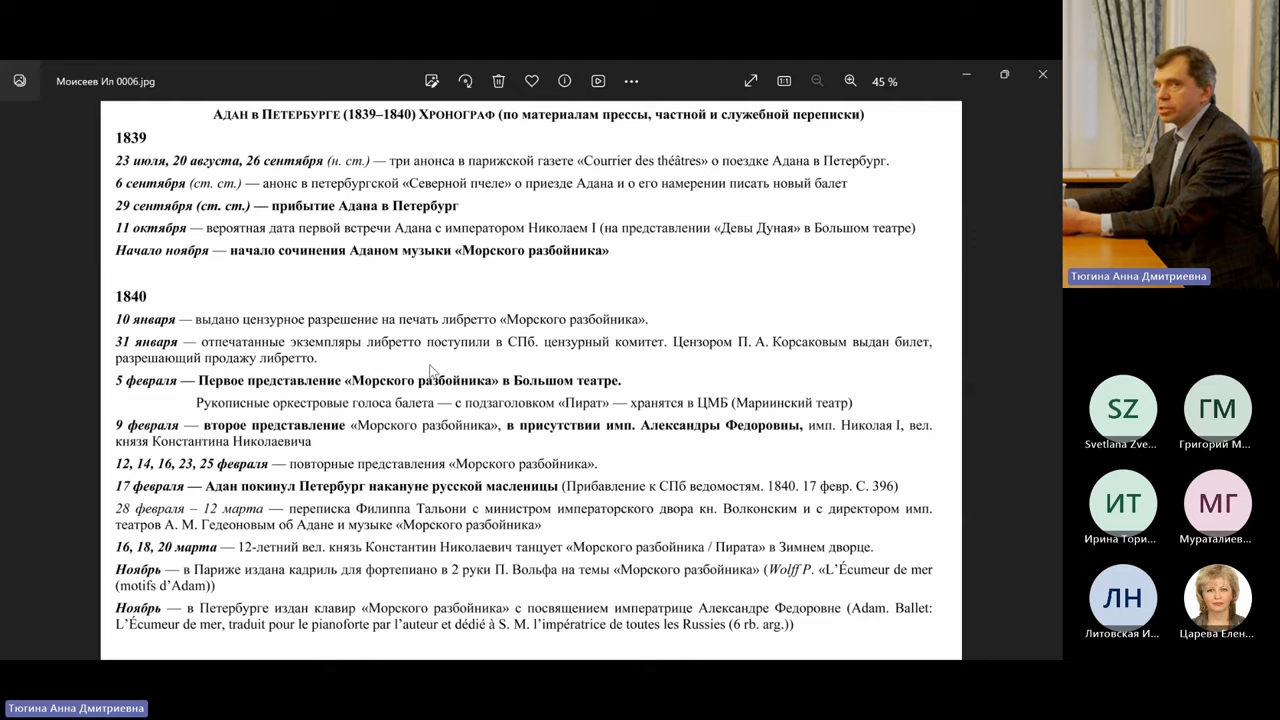 Моисеев Ил 0006.jpg
45 %
АДАН в ПЕТЕРБУРГЕ (1839–1840) ХРОНОГРАФ (по материалам прессы, частной и служебной переписки)
1839
23 июля, 20 августа, 26 сентября (н. ст.) — три анонса в парижской газете «Courrier des théâtres» о поездке Адана в Петербург.
6 сентября (ст. ст.) — анонс в петербургской «Северной пчеле» о приезде Адана и о его намерении писать новый балет
29 сентября (ст. ст.) — прибытие Адана в Петербург
11 октября — вероятная дата первой встречи Адана с императором Николаем I (на представлении «Девы Дуная» в Большом театре)
Начало ноября — начало сочинения Аданом музыки «Морского разбойника»
1840
10 января — выдано цензурное разрешение на печать либретто «Морского разбойника».
31 января — отпечатанные экземпляры либретто поступили в СПб. цензурный комитет. Цензором П. А. Корсаковым выдан билет,
разрешающий продажу либретто.
5 февраля — Первое представление «Морского разбойника» в Большом театре.
Рукописные оркестровые голоса балета — с подзаголовком «Пират» — хранятся в ЦМБ (Мариинский театр)
9 февраля — второе представление «Морского разбойника», в присутствии имп. Александры Федоровны, имп. Николая I, вел.
князя Константина Николаевича
12, 14, 16, 23, 25 февраля — повторные представления «Морского разбойника».
17 февраля — Адан покинул Петербург накануне русской масленицы (Прибавление к СПб ведомостям. 1840. 17 февр. С. 396)
28 февраля – 12 марта — переписка Филиппа Тальони с министром императорского двора кн. Волконским и с директором имп.
театров А. М. Гедеоновым об Адане и музыке «Морского разбойника»
16, 18, 20 марта — 12-летний вел. князь Константин Николаевич танцует «Морского разбойника / Пирата» в Зимнем дворце.
Ноябрь — в Париже издана кадриль для фортепиано в 2 руки П. Вольфа на темы «Морского разбойника» (Wolff P. «L’Écumeur de mer
(motifs d’Adam))
Ноябрь — в Петербурге издан клавир «Морского разбойника» с посвящением императрице Александре Федоровне (Adam. Ballet:
L’Écumeur de mer, traduit pour le pianoforte par l’auteur et dédié à S. M. l’impératrice de toutes les Russies (6 rb. arg.))
Тюгина Анна Дмитриевна
SZ
ГМ
Svetlana Zve...
Григорий М...
ИТ
МГ
Ирина Тори...
Мураталиев...
ЛН
Литовская И...
Царева Елен...
Тюгина Анна Дмитриевна